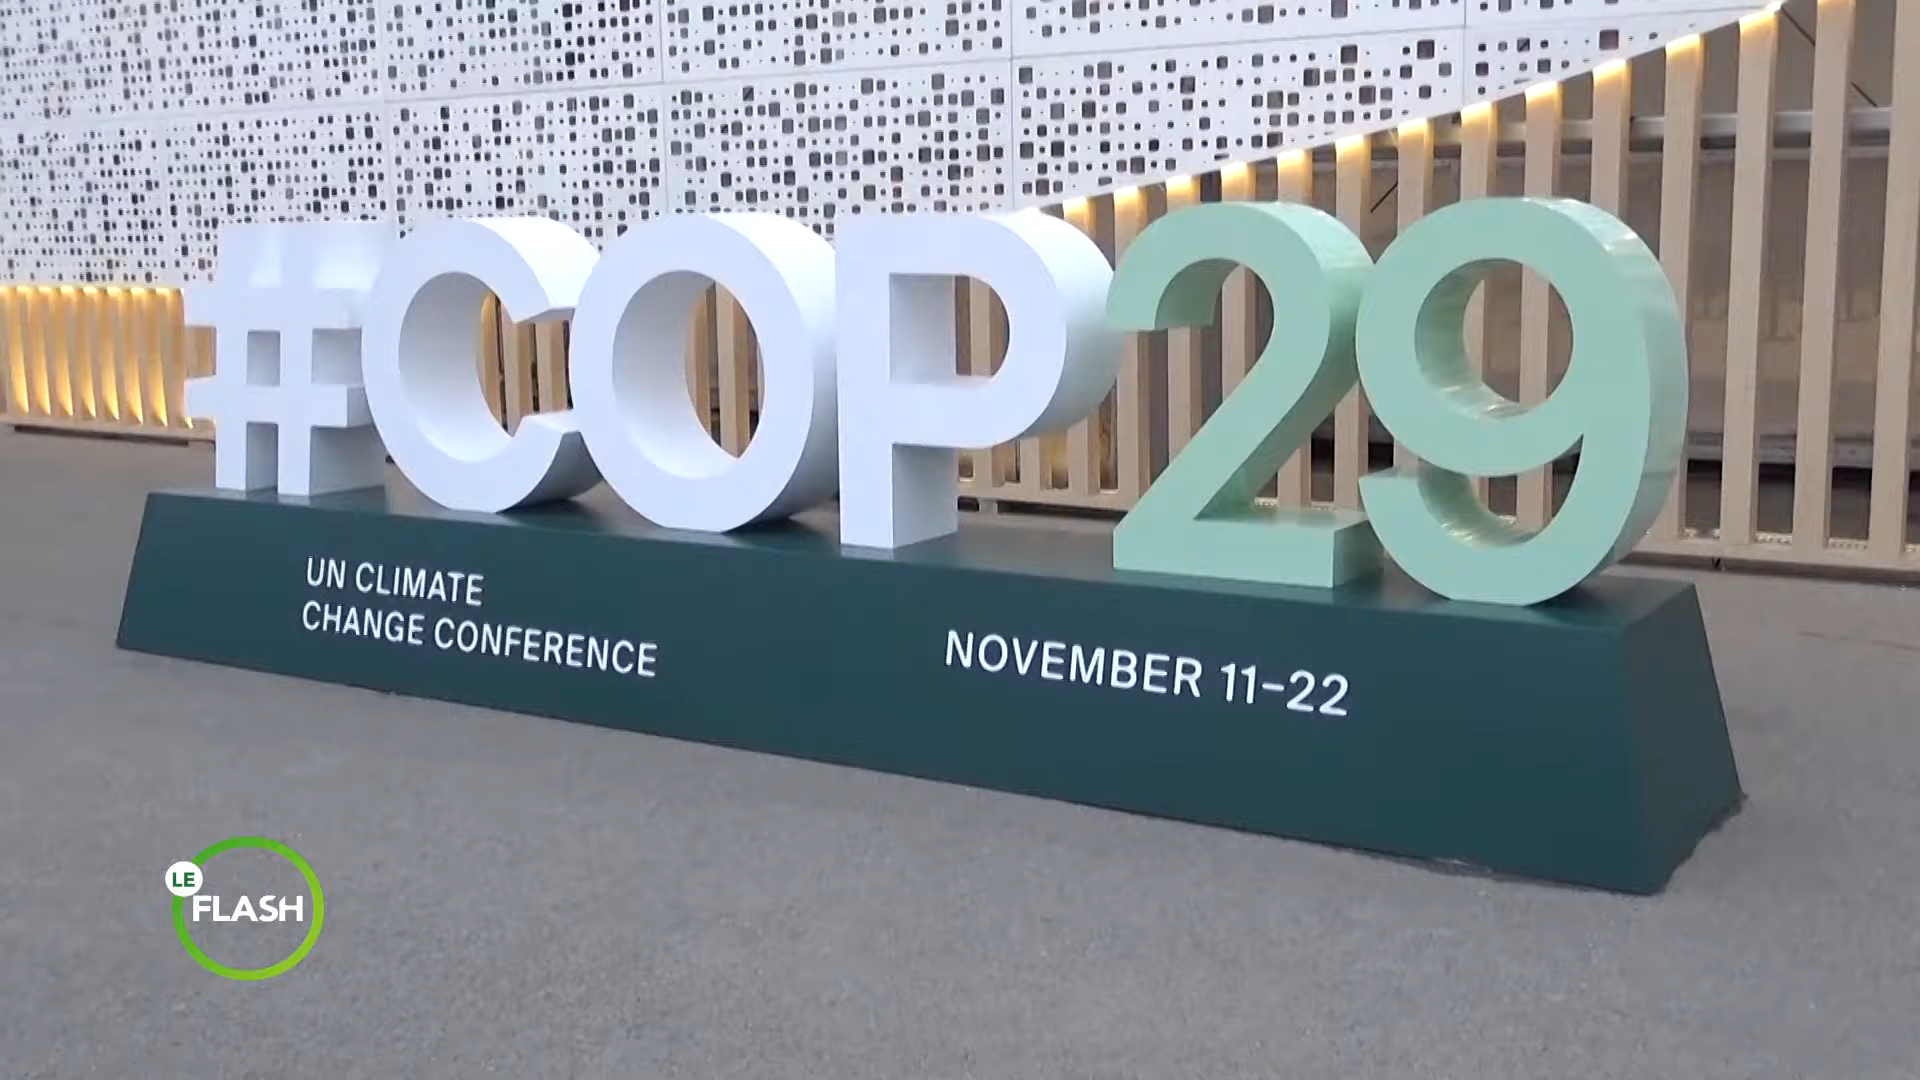 #COP29
UN CLIMATE
CHANGE CONFERENCE
NOVEMBER 11–22
LE
FLASH